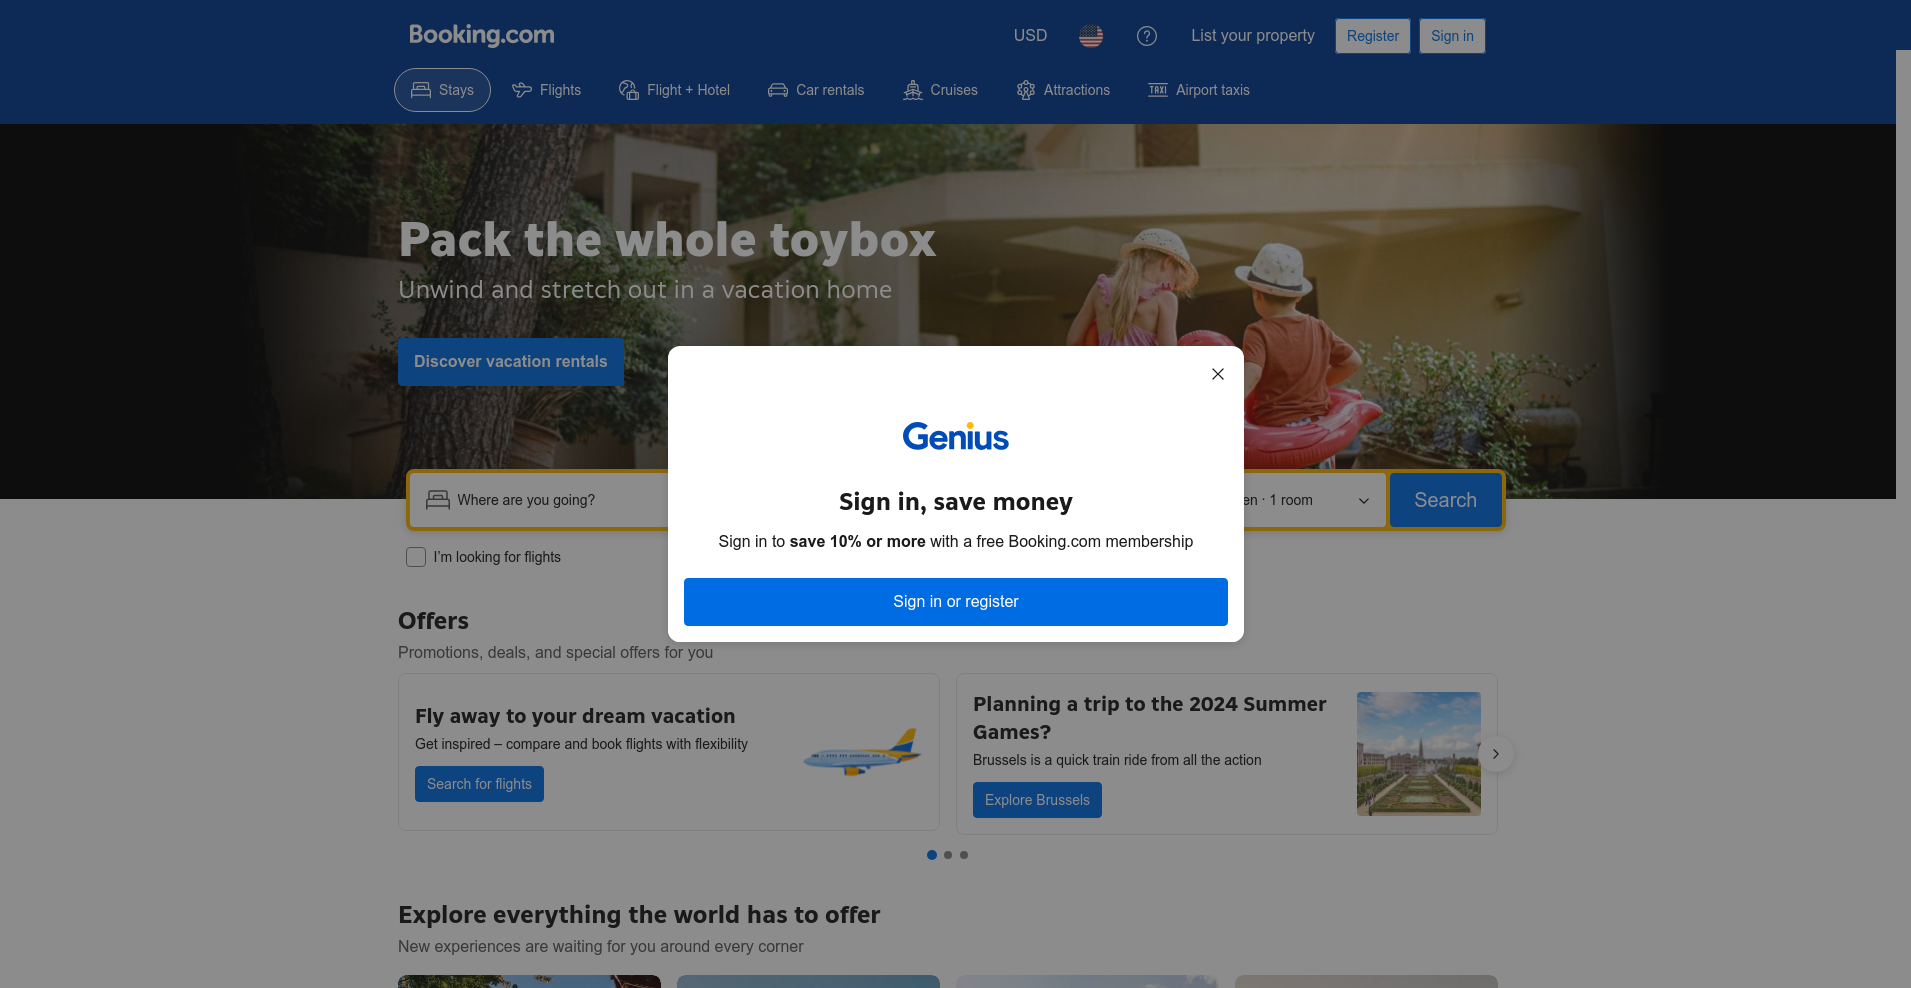 Booking.com
USD
List your property
Register
Sign in
Stays
Flights
Flight + Hotel
Car rentals
Cruises
Attractions
TAXI
Airport taxis
Pack the whole toybox
Unwind and stretch out in a vacation home
Discover vacation rentals
Where are you going?
en · 1 room
Search
I'm looking for flights
Genius
Sign in, save money
Sign in to save 10% or more with a free Booking.com membership
Sign in or register
Offers
Promotions, deals, and special offers for you
Fly away to your dream vacation
Get inspired – compare and book flights with flexibility
Search for flights
Planning a trip to the 2024 Summer
Games?
Brussels is a quick train ride from all the action
Explore Brussels
Explore everything the world has to offer
New experiences are waiting for you around every corner